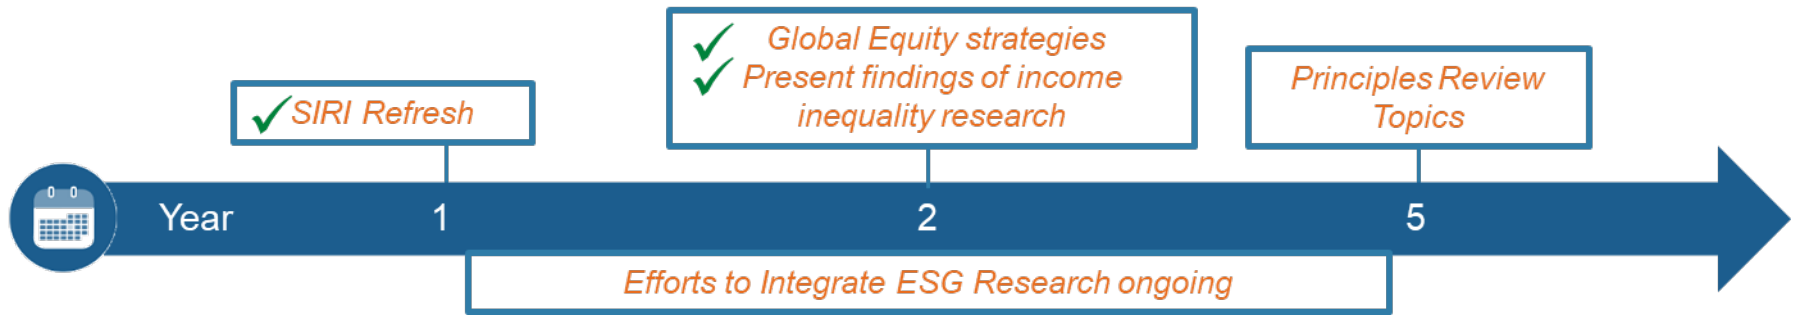 Global Equity strategies
Present findings of income
inequality research
SIRI Refresh
Principles Review
Topics
Year 1 2 5
Efforts to Integrate ESG Research ongoing